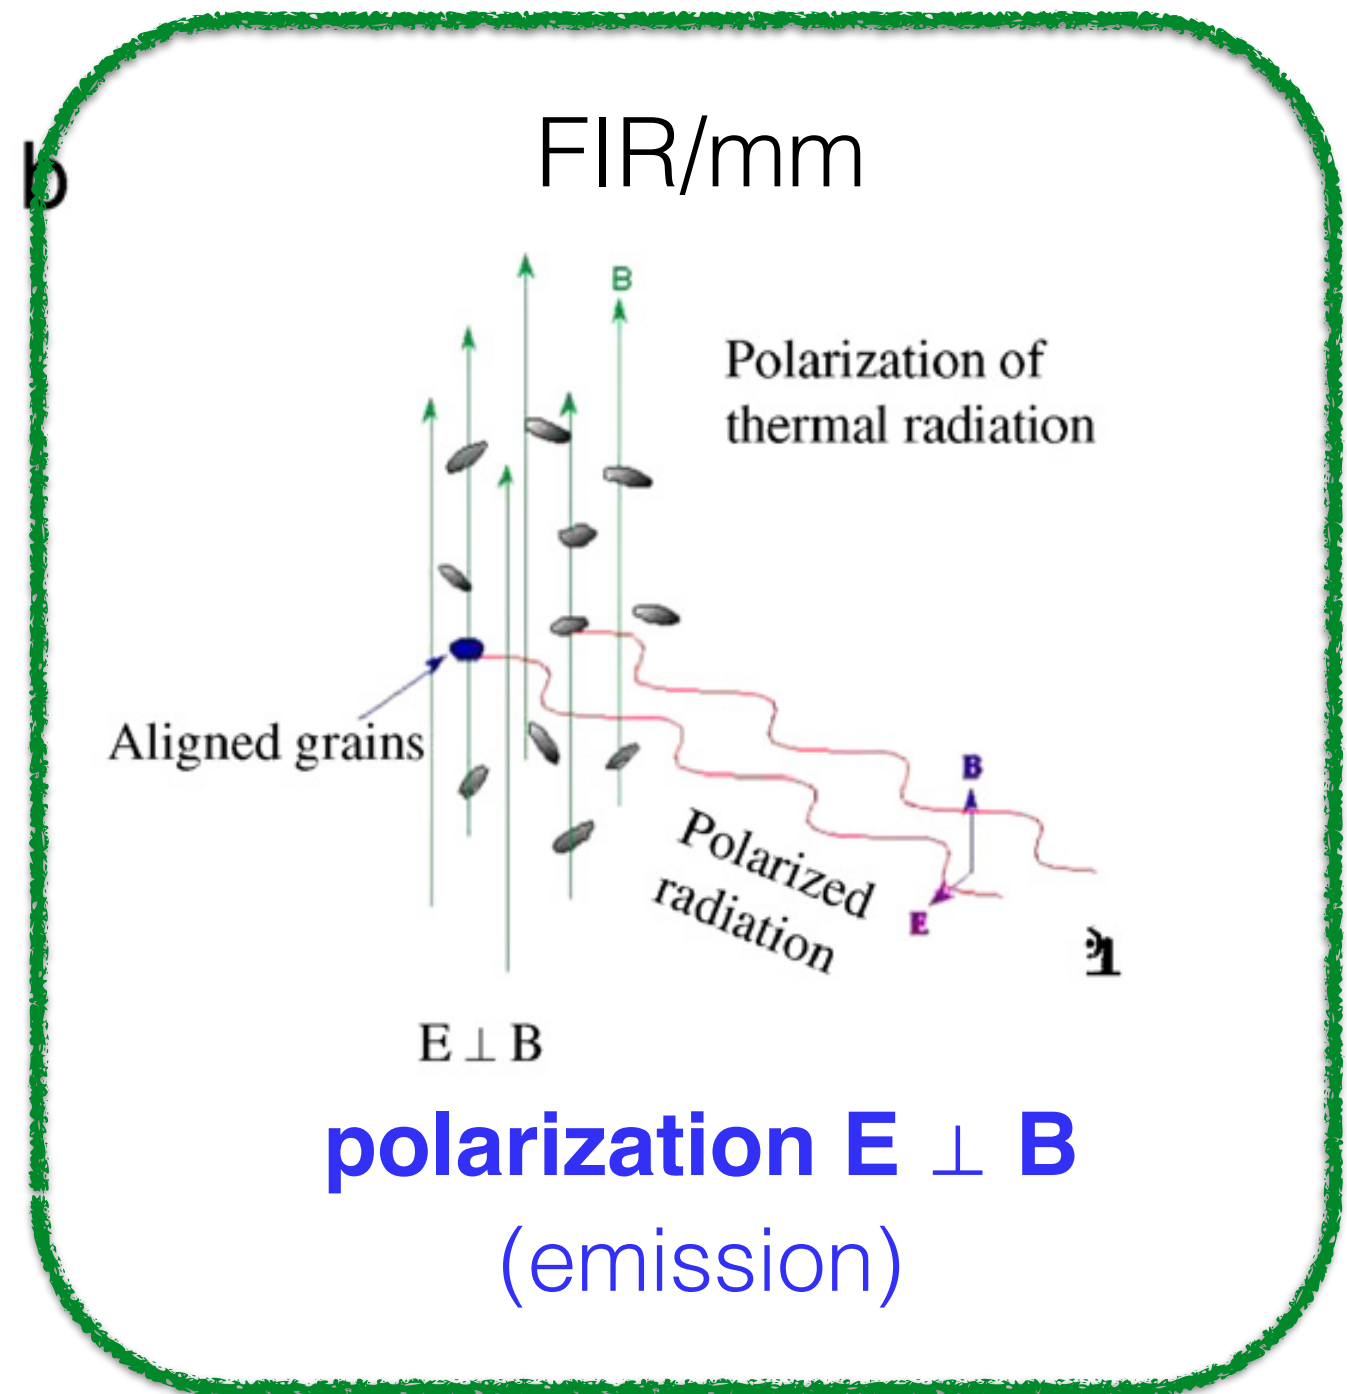 b
FIR/mm
B
Polarization of
thermal radiation
Aligned grains
B
Polarized
radiation
E
E ⊥ B
polarization E ⊥ B
(emission)